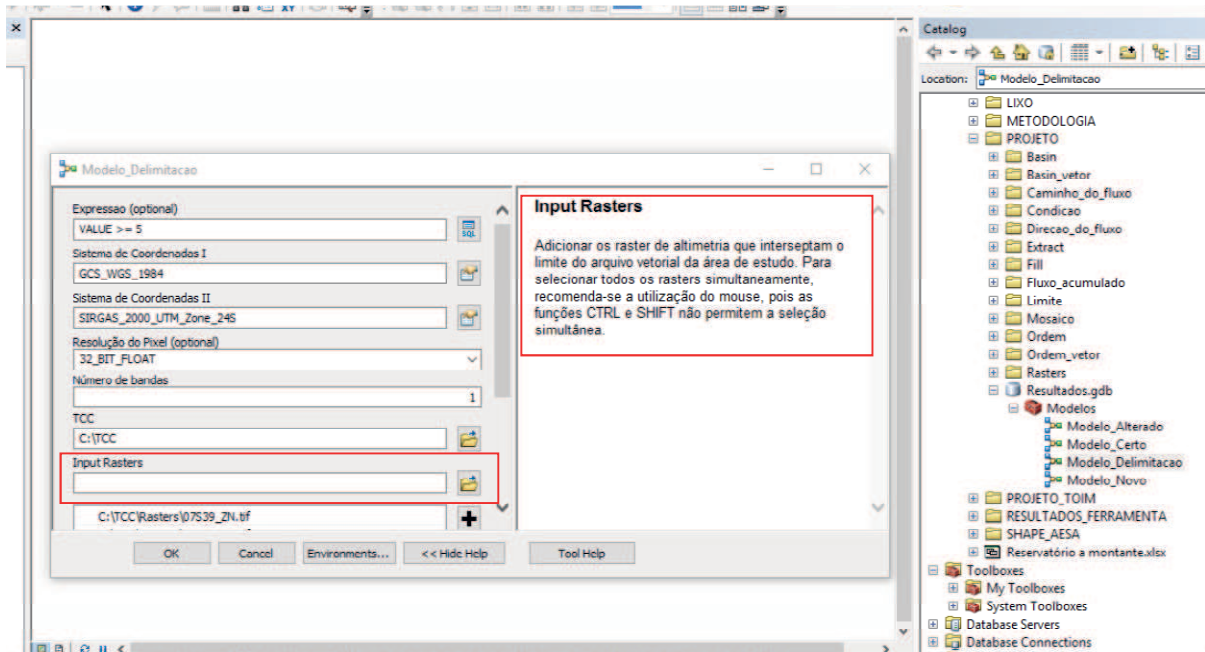 Modelo_Delimitacao
Expressao (optional)
VALUE >= 5
SQL
Sistema de Coordenadas I
GCS_WGS_1984
Sistema de Coordenadas II
SIRGAS_2000_UTM_Zone_24S
Resolução do Pixel (optional)
32_BIT_FLOAT
Número de bandas
1
TCC
C:\TCC
Input Rasters
C:\TCC\Rasters\07S39_ZN.tif
OK
Cancel
Environments...
<< Hide Help
Tool Help
Input Rasters
Adicionar os raster de altimetria que interseptam o
limite do arquivo vetorial da área de estudo. Para
selecionar todos os rasters simultaneamente,
recomenda-se a utilização do mouse, pois as
funções CTRL e SHIFT não permitem a seleção
simultânea.
Catalog
Location: Modelo_Delimitacao
LIXO
METODOLOGIA
PROJETO
Basin
Basin_vetor
Caminho_do_fluxo
Condicao
Direcao_do_fluxo
Extract
Fill
Fluxo_acumulado
Limite
Mosaico
Ordem
Ordem_vetor
Rasters
Resultados.gdb
Modelos
Modelo_Alterado
Modelo_Certo
Modelo_Delimitacao
Modelo_Novo
PROJETO_TOIM
RESULTADOS_FERRAMENTA
SHAPE_AESA
Reservatório a montante.xlsx
Toolboxes
My Toolboxes
System Toolboxes
Database Servers
Database Connections